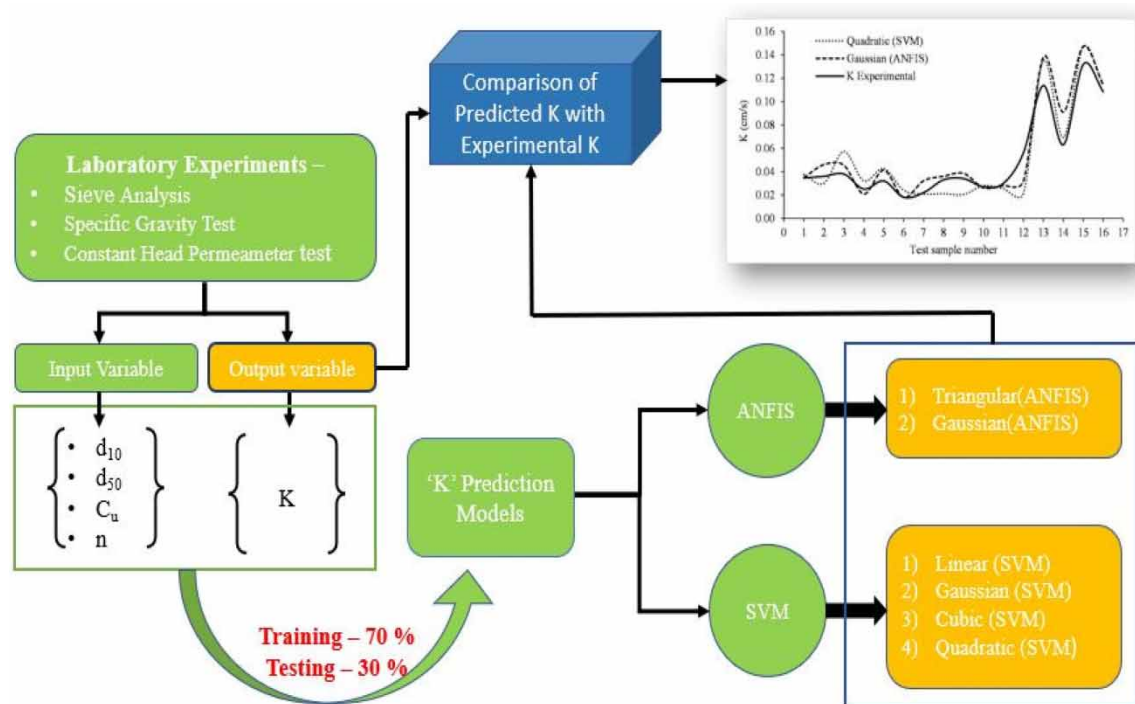 Laboratory Experiments –
• Sieve Analysis
• Specific Gravity Test
• Constant Head Permeameter test
Input Variable
Output variable
• d10
• d50
• Cu
• n
K
Training – 70 %
Testing – 30 %
‘K’ Prediction
Models
ANFIS
SVM
1) Triangular(ANFIS)
2) Gaussian(ANFIS)
1) Linear (SVM)
2) Gaussian (SVM)
3) Cubic (SVM)
4) Quadratic (SVM)
Comparison of
Predicted K with
Experimental K
Quadratic (SVM)
Gaussian (ANFIS)
K Experimental
K (cm/s)
0.16
0.14
0.12
0.10
0.08
0.06
0.04
0.02
0.00
0 1 2 3 4 5 6 7 8 9 10 11 12 13 14 15 16 17
Test sample number